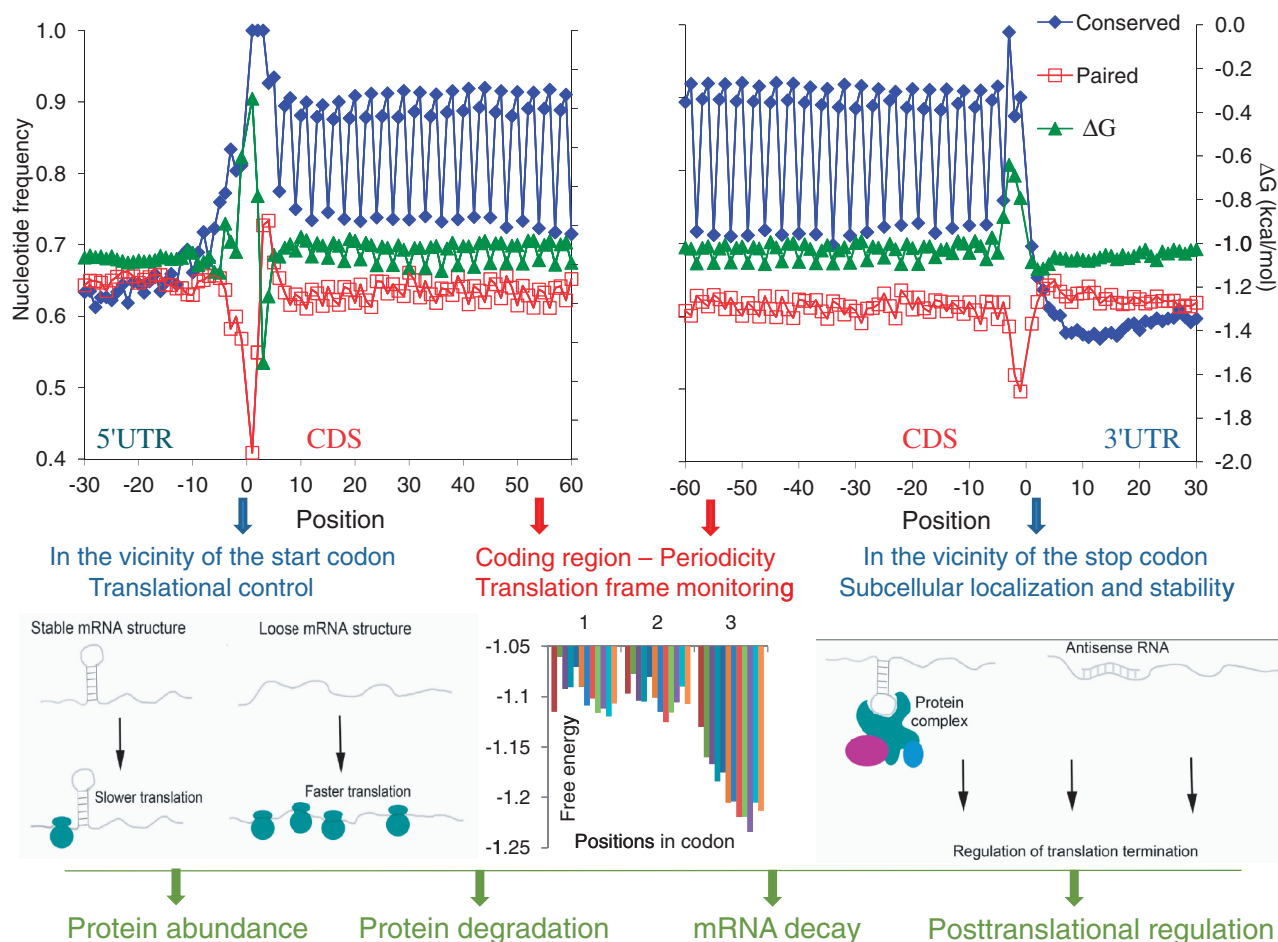 1.0
0.9
0.8
0.7
0.6
0.5
0.4
Nucleotide frequency
5'UTR
CDS
-30 -20 -10 0 10 20 30 40 50 60
Position
Conserved
Paired
ΔG
CDS
3'UTR
-60 -50 -40 -30 -20 -10 0 10 20 30
Position
0.0
-0.2
-0.4
-0.6
-0.8
-1.0
-1.2
-1.4
-1.6
-1.8
-2.0
ΔG (kcal/mol)
In the vicinity of the start codon
Translational control
Coding region – Periodicity
Translation frame monitoring
In the vicinity of the stop codon
Subcellular localization and stability
Stable mRNA structure
Loose mRNA structure
Slower translation
Faster translation
1 2 3
-1.05
-1.1
-1.15
-1.2
-1.25
Free energy
Positions in codon
Antisense RNA
Protein
complex
Regulation of translation termination
Protein abundance
Protein degradation
mRNA decay
Posttranslational regulation